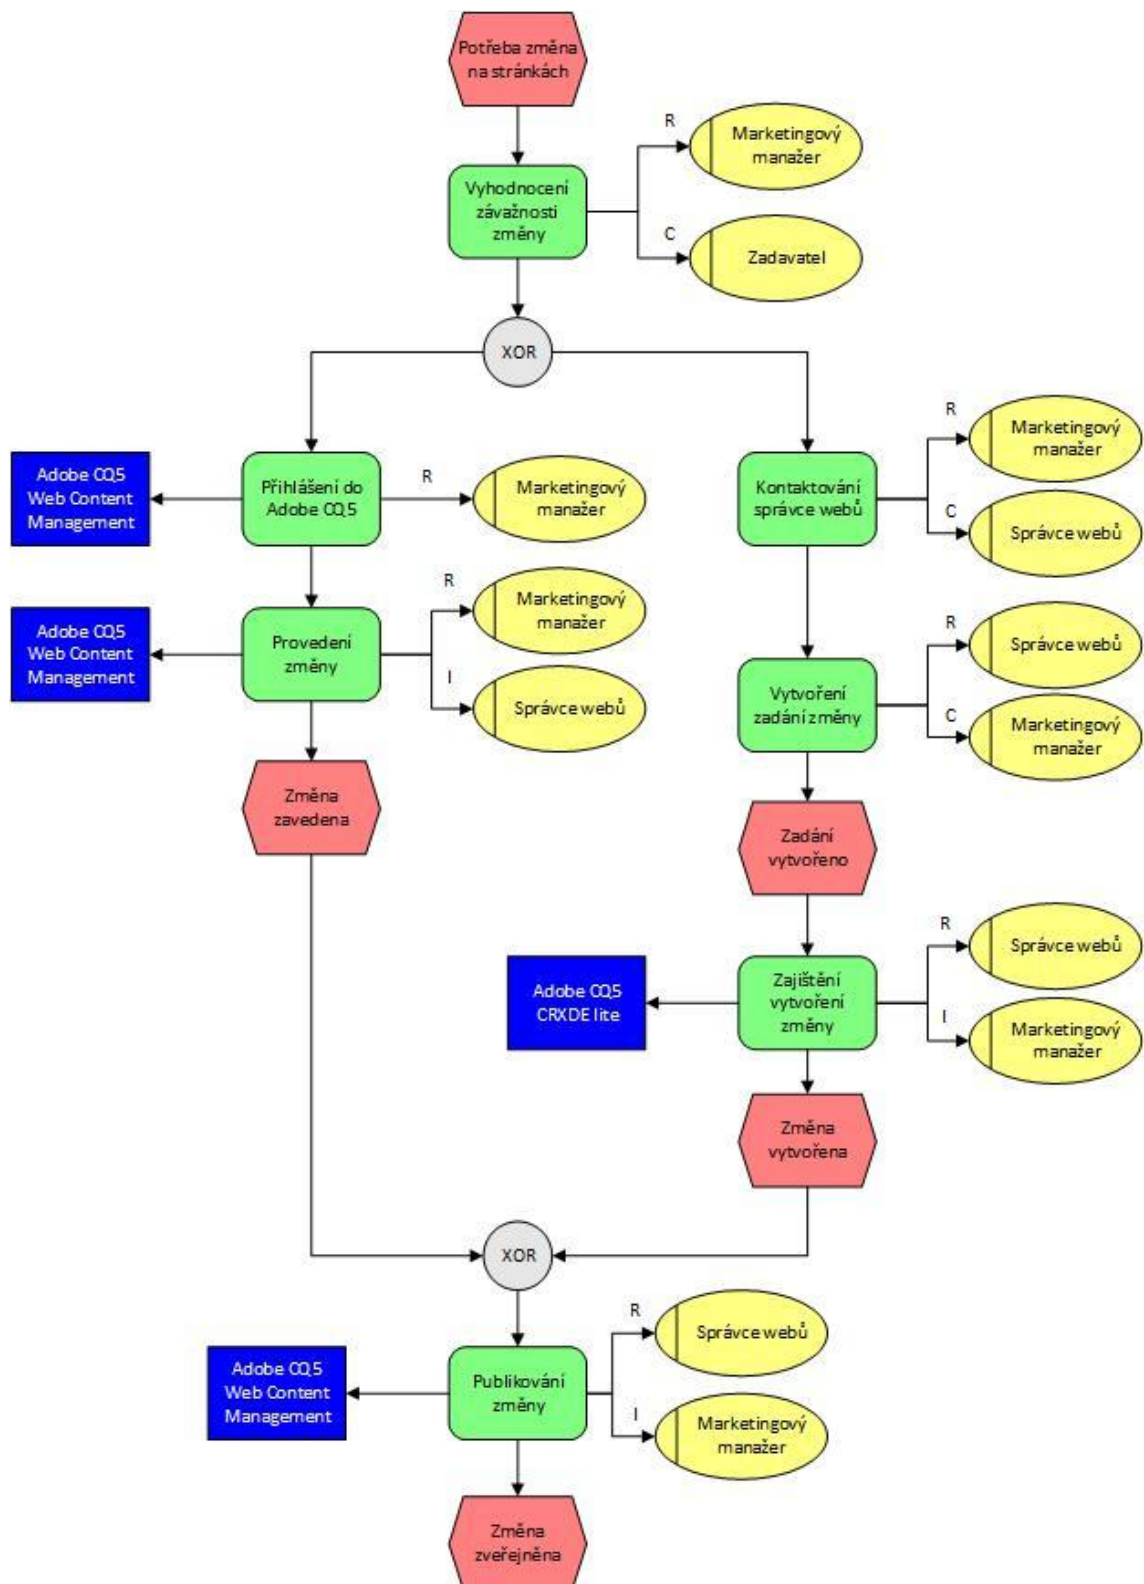 Potřeba změna
na stránkách
R
Marketingový
manažer
Vyhodnocení
závažnosti
změny
C
Zadavatel
XOR
Adobe CQ5
Web Content
Management
Přihlášení do
Adobe CQ5
R
Marketingový
manažer
Kontaktování
správce webů
R
Marketingový
manažer
C
Správce webů
Adobe CQ5
Web Content
Management
Provedení
změny
R
Marketingový
manažer
I
Správce webů
Vytvoření
zadání změny
R
Správce webů
C
Marketingový
manažer
Změna
zavedena
Zadání
vytvořeno
Adobe CQ5
CRXDE lite
Zajištění
vytvoření
změny
R
Správce webů
I
Marketingový
manažer
Změna
vytvořena
XOR
Adobe CQ5
Web Content
Management
Publikování
změny
R
Správce webů
I
Marketingový
manažer
Změna
zveřejněna